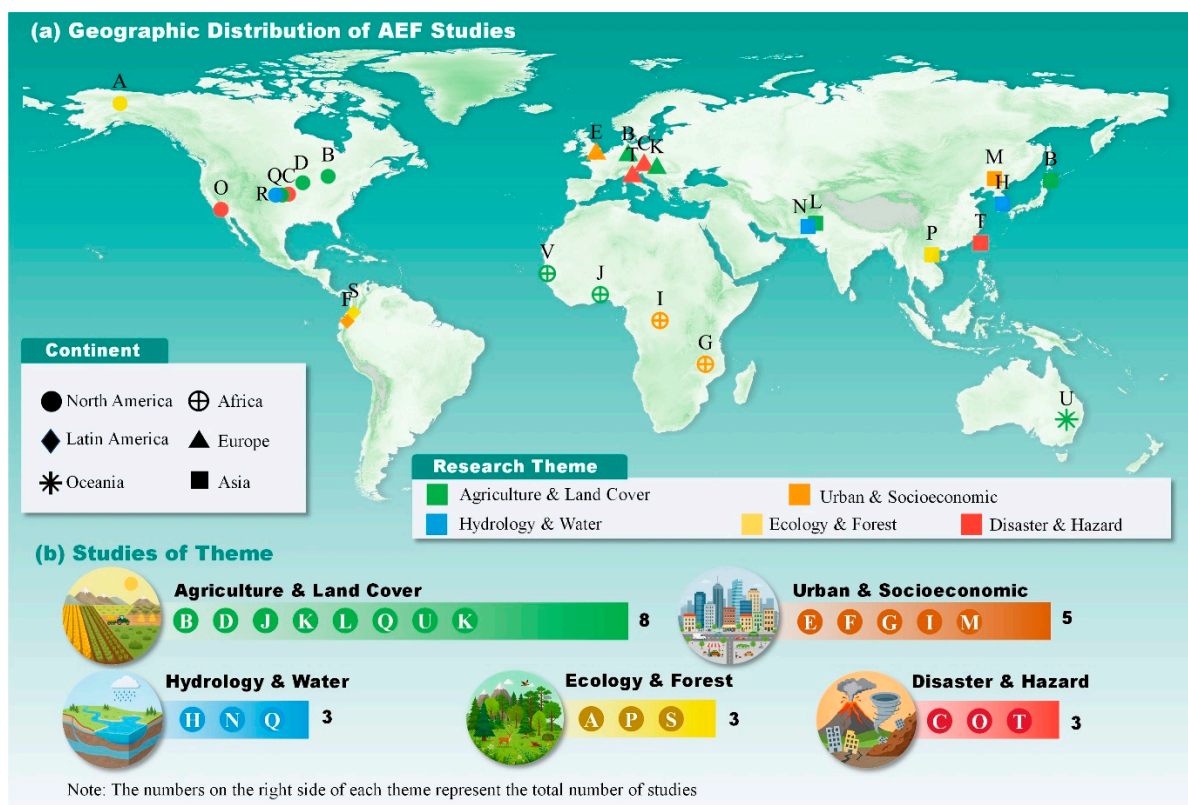 (a) Geographic Distribution of AEF Studies
A
E B C K
T
Q C D B
R
O
M B
H
N L
P T
V J
I
G
S
F
U
Continent
North America Africa
Latin America Europe
Oceania Asia
Research Theme
Agriculture & Land Cover Urban & Socioeconomic
Hydrology & Water Ecology & Forest Disaster & Hazard
(b) Studies of Theme
Agriculture & Land Cover
B D J K L Q U K 8
Urban & Socioeconomic
E F G I M 5
Hydrology & Water
H N Q 3
Ecology & Forest
A P S 3
Disaster & Hazard
C O T 3
Note: The numbers on the right side of each theme represent the total number of studies